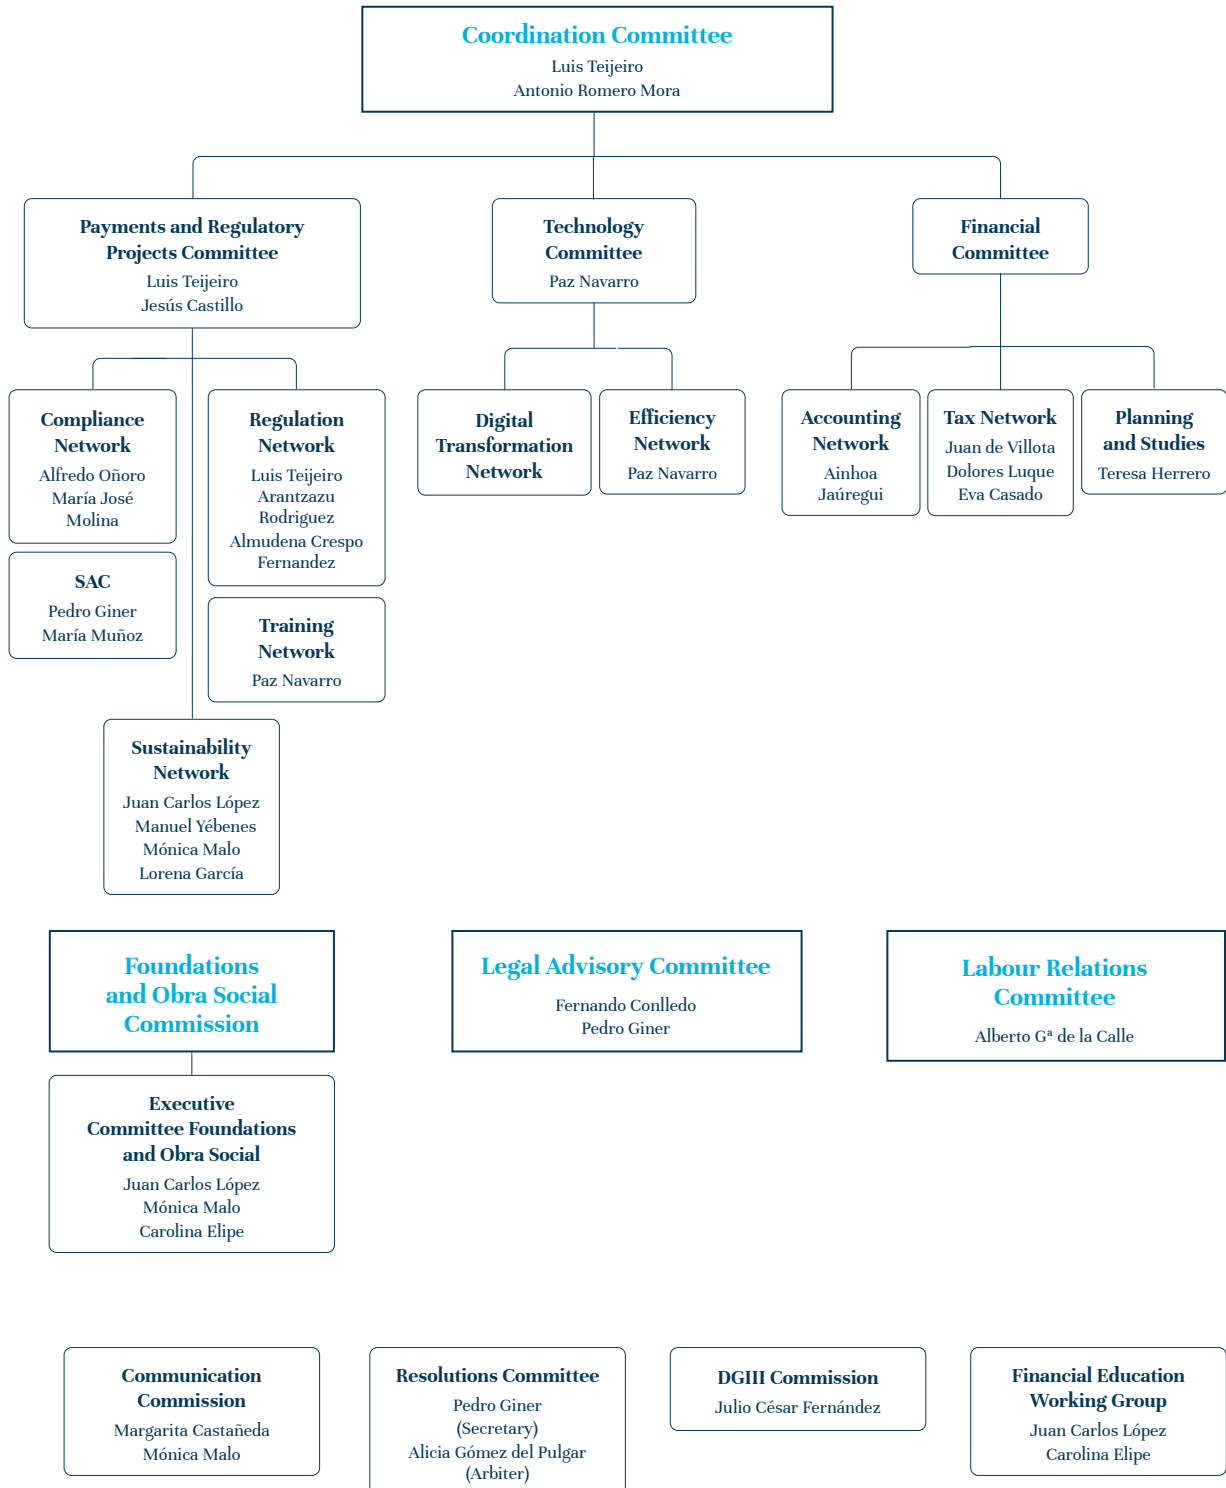 Coordination Committee
Luis Teijeiro
Antonio Romero Mora
Payments and Regulatory
Projects Committee
Luis Teijeiro
Jesús Castillo
Technology
Committee
Paz Navarro
Financial
Committee
Compliance
Network
Alfredo Oñoro
María José
Molina
Regulation
Network
Luis Teijeiro
Arantzazu
Rodriguez
Almudena Crespo
Fernandez
Digital
Transformation
Network
Efficiency
Network
Paz Navarro
Accounting
Network
Ainhoa
Jaúregui
Tax Network
Juan de Villota
Dolores Luque
Eva Casado
Planning
and Studies
Teresa Herrero
SAC
Pedro Giner
María Muñoz
Training
Network
Paz Navarro
Sustainability
Network
Juan Carlos López
Manuel Yébenes
Mónica Malo
Lorena García
Foundations
and Obra Social
Commission
Legal Advisory Committee
Fernando Conlledo
Pedro Giner
Labour Relations
Committee
Alberto Gª de la Calle
Executive
Committee Foundations
and Obra Social
Juan Carlos López
Mónica Malo
Carolina Elipe
Communication
Commission
Margarita Castañeda
Mónica Malo
Resolutions Committee
Pedro Giner
(Secretary)
Alicia Gómez del Pulgar
(Arbiter)
DGIII Commission
Julio César Fernández
Financial Education
Working Group
Juan Carlos López
Carolina Elipe